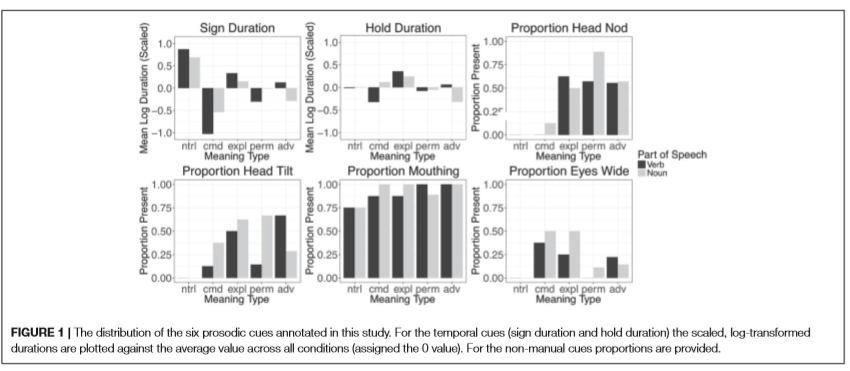 Sign Duration
Mean Log Duration (Scaled)
1.0
0.5
0.0
−0.5
−1.0
ntrl cmd expl perm adv
Meaning Type
Hold Duration
Mean Log Duration (Scaled)
1.0
0.5
0.0
−0.5
−1.0
ntrl cmd expl perm adv
Meaning Type
Proportion Head Nod
Proportion Present
1.00
0.75
0.50
0.2
0.00
ntrl cmd expl perm adv
Meaning Type
Part of Speech
Verb
Noun
Proportion Head Tilt
Proportion Present
1.00
0.75
0.50
0.25
0.00
ntrl cmd expl perm adv
Meaning Type
Proportion Mouthing
Proportion Present
1.00
0.75
0.50
0.25
0.00
ntrl cmd expl perm adv
Meaning Type
Proportion Eyes Wide
Proportion Present
1.00
0.75
0.50
0.25
0.00
ntrl cmd expl perm adv
Meaning Type
FIGURE 1 | The distribution of the six prosodic cues annotated in this study. For the temporal cues (sign duration and hold duration) the scaled, log-transformed
durations are plotted against the average value across all conditions (assigned the 0 value). For the non-manual cues proportions are provided.